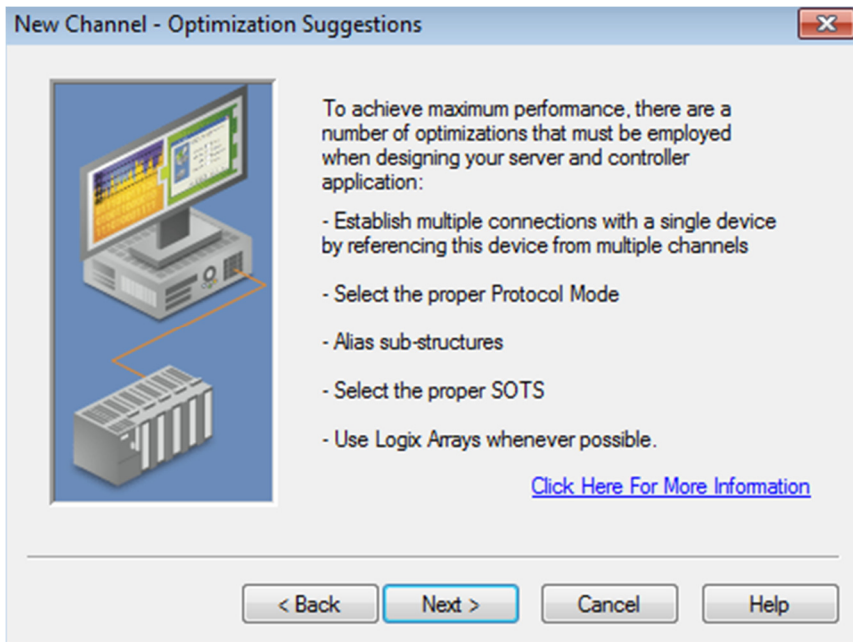 New Channel - Optimization Suggestions
To achieve maximum performance, there are a
number of optimizations that must be employed
when designing your server and controller
application:
- Establish multiple connections with a single device
by referencing this device from multiple channels
- Select the proper Protocol Mode
- Alias sub-structures
- Select the proper SOTS
- Use Logix Arrays whenever possible.
Click Here For More Information
< Back
Next >
Cancel
Help